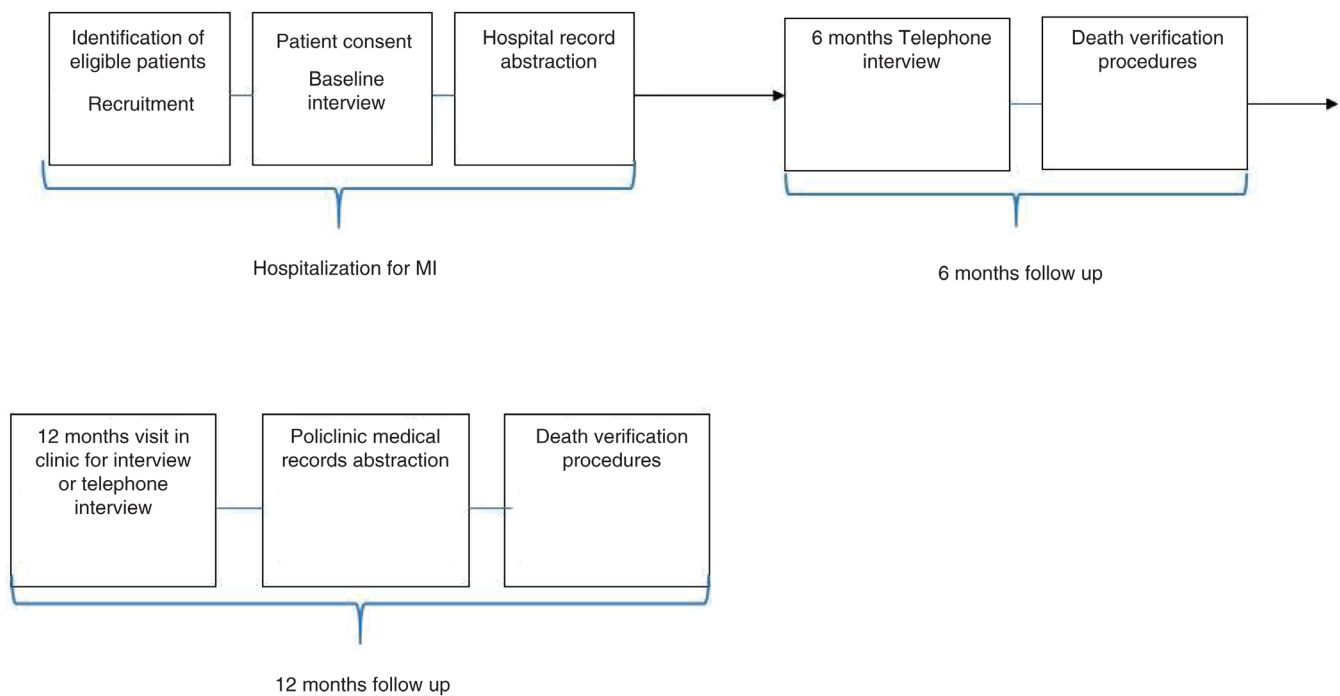 Identification of
eligible patients
Recruitment
Patient consent
Baseline
interview
Hospital record
abstraction
6 months Telephone
interview
Death verification
procedures
Hospitalization for MI
6 months follow up
12 months visit in
clinic for interview
or telephone
interview
Policlinic medical
records abstraction
Death verification
procedures
12 months follow up